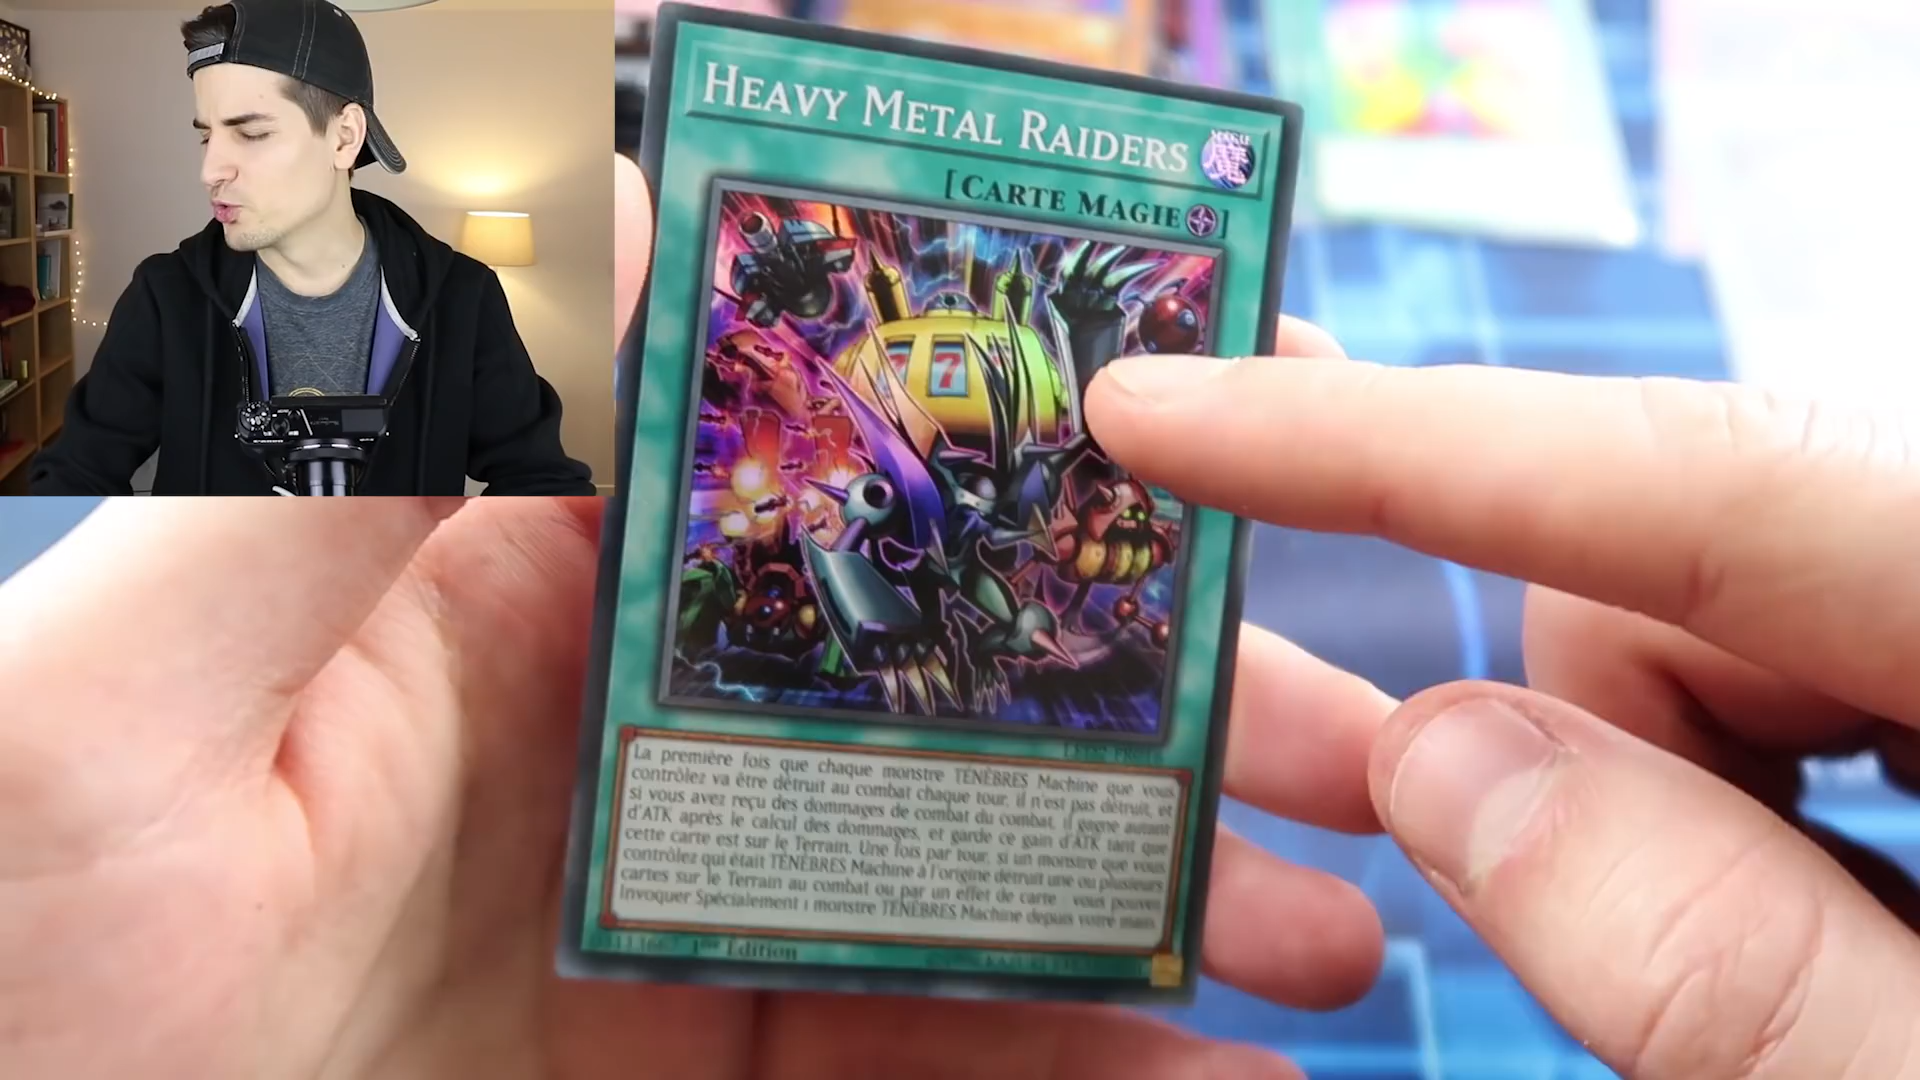 HEAVY METAL RAIDERS
MAGIE
魔
[CARTE MAGIE]
7
La première fois que chaque monstre TÉNÈBRES Machine que vous
contrôlez va être détruit au combat chaque tour, il n'est pas détruit, et
si vous avez reçu des dommages de combat du combat, il gagne autant
d'ATK après le calcul des dommages, et garde ce gain d'ATK tant que
cette carte est sur le Terrain. Une fois par tour, si un monstre que vous
contrôlez qui était TÉNÈBRES Machine à l'origine détruit une ou plusieurs
cartes sur le Terrain au combat ou par un effet de carte : vous pouvez
Invoquer Spécialement 1 monstre TÉNÈBRES Machine depuis votre main.
1ère Édition